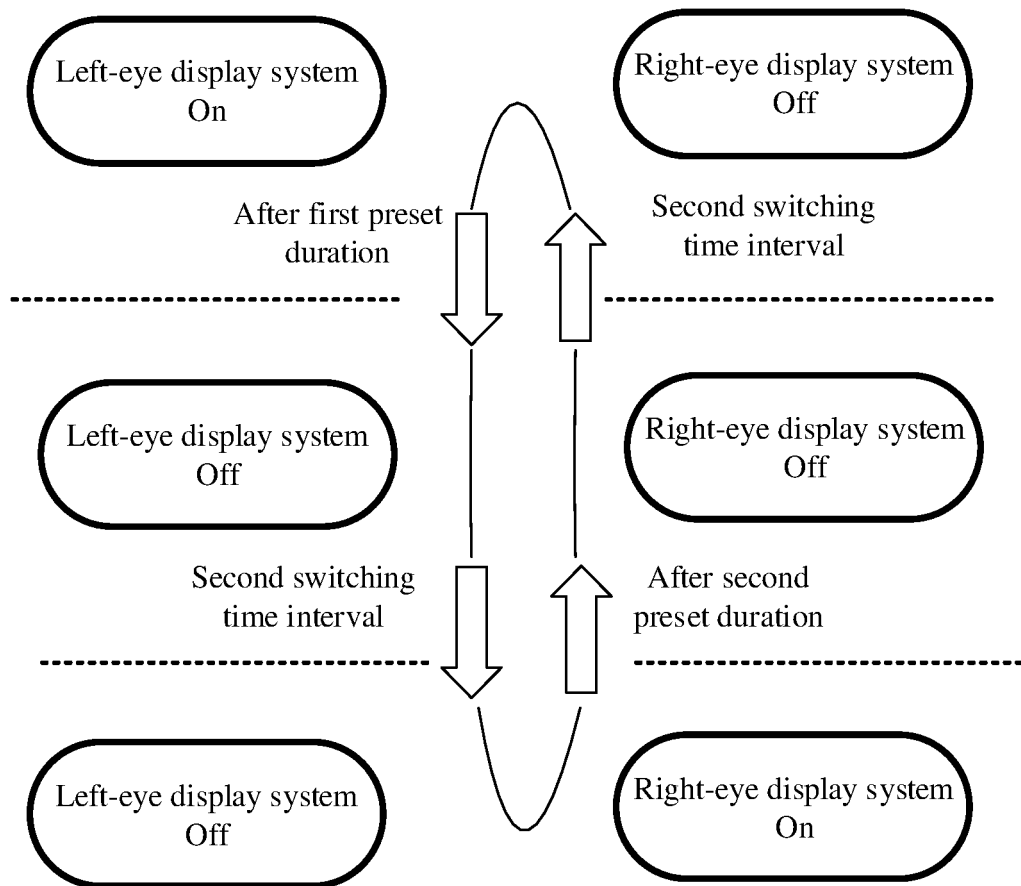 Left-eye display system
On
Right-eye display system
Off
After first preset
duration
Second switching
time interval
Left-eye display system
Off
Right-eye display system
Off
Second switching
time interval
After second
preset duration
Left-eye display system
Off
Right-eye display system
On